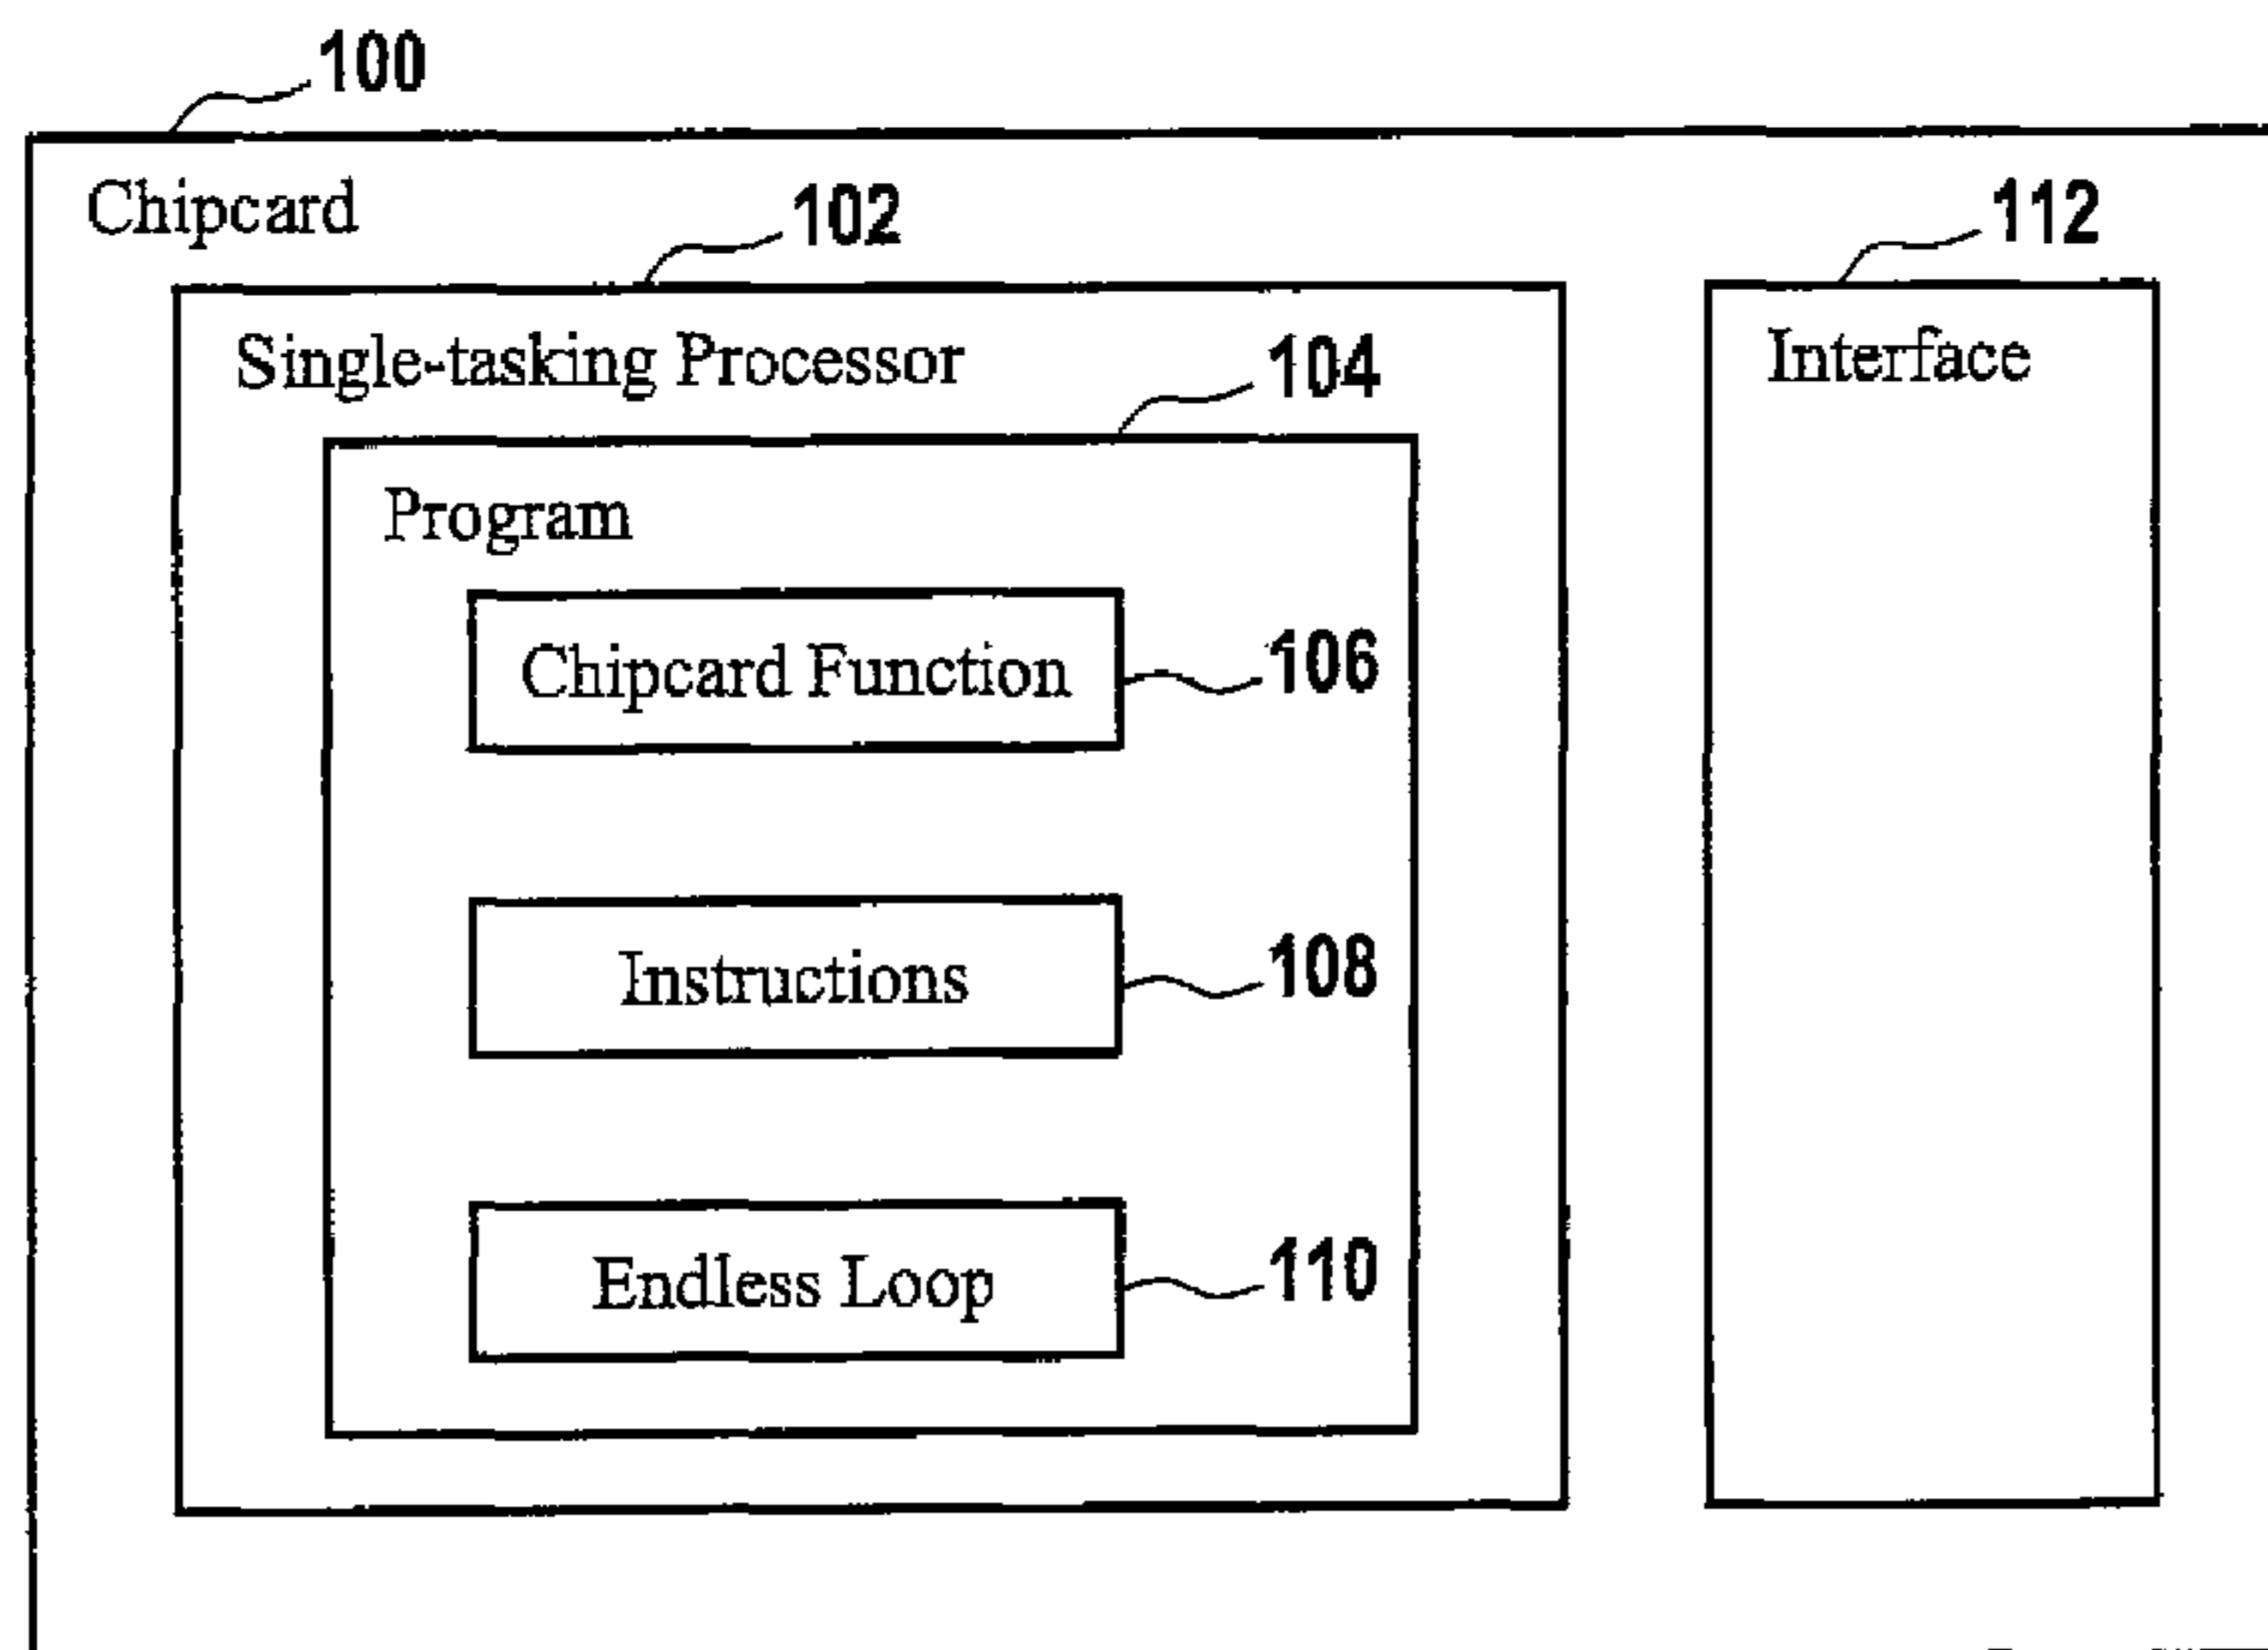 100
Chipcard
102
112
Single-tasking Processor
104
Interface
Program
Chipcard Function
106
Instructions
108
Endless Loop
110